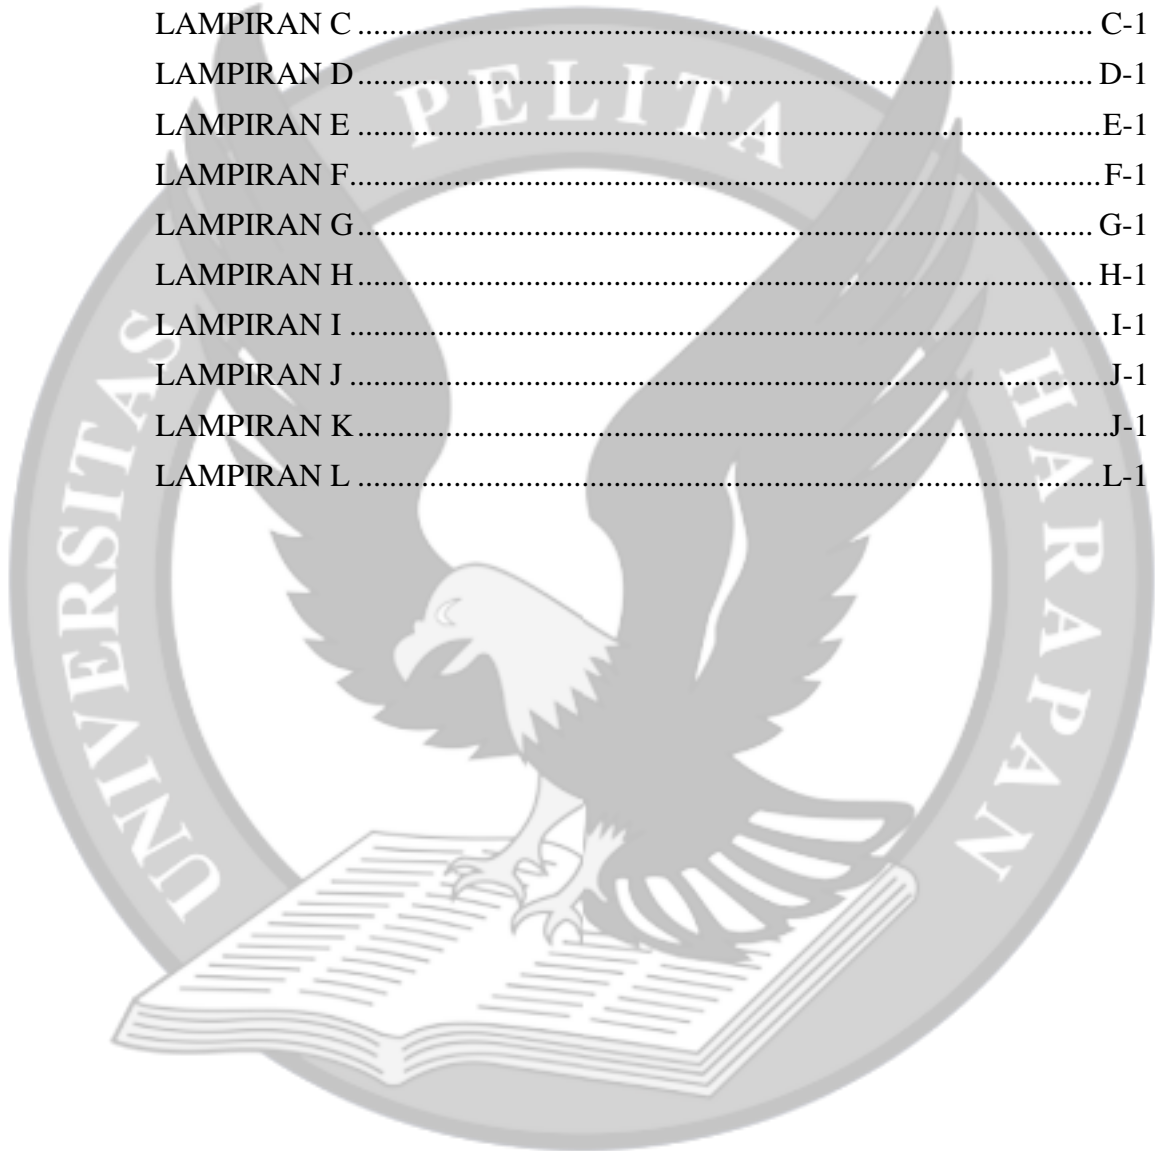 LAMPIRAN C ............................................................................................ C-1
LAMPIRAN D ............................................................................................ D-1
LAMPIRAN E ............................................................................................. E-1
LAMPIRAN F.............................................................................................. F-1
LAMPIRAN G ............................................................................................ G-1
LAMPIRAN H ............................................................................................ H-1
LAMPIRAN I ............................................................................................... I-1
LAMPIRAN J ............................................................................................... J-1
LAMPIRAN K .............................................................................................. J-1
LAMPIRAN L ............................................................................................. L-1
UNIVERSITAS PELITA HARAPAN